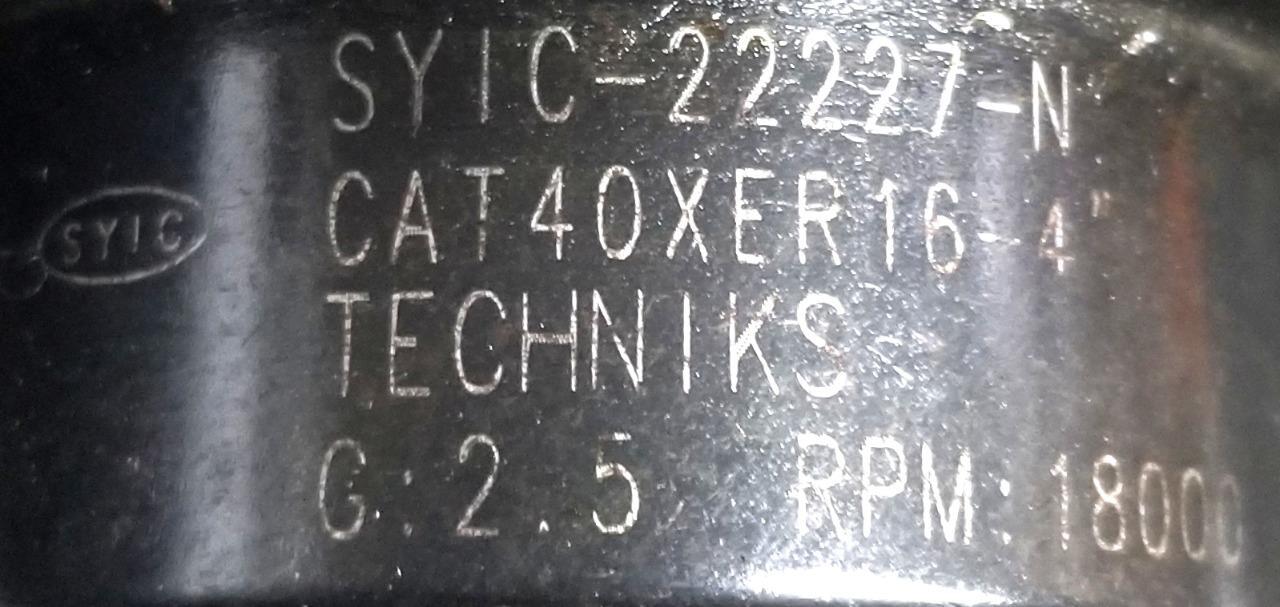 SYIC-22227-N
SYIC
CAT40XER16-4"
TECHNIKS
G:2.5 RPM:18000